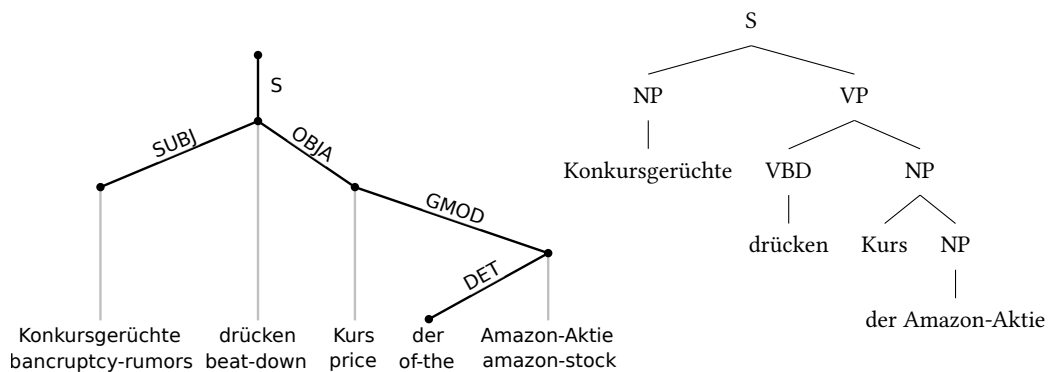 S
SUBJ
OBJA
GMOD
DET
Konkursgerüchte drücken Kurs der Amazon-Aktie
bancruptcy-rumors beat-down price of-the amazon-stock
S
NP VP
Konkursgerüchte VBD NP
drücken Kurs NP
der Amazon-Aktie